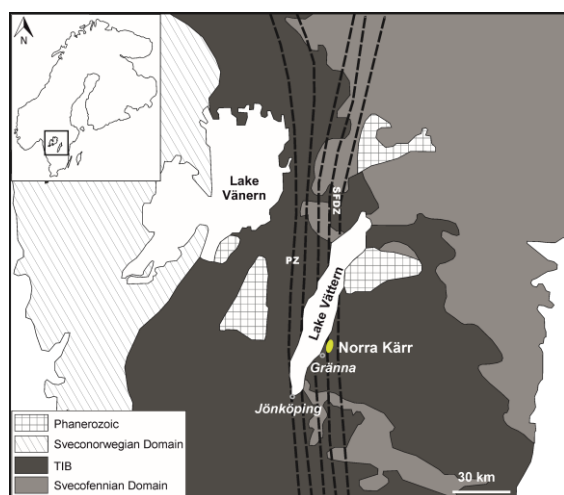 N
Lake
Vänern
SFDZ
PZ
Lake Vättern
Norra Kärr
Gränna
Jönköping
Phanerozoic
Sveconorwegian Domain
TIB
Svecofennian Domain
30 km